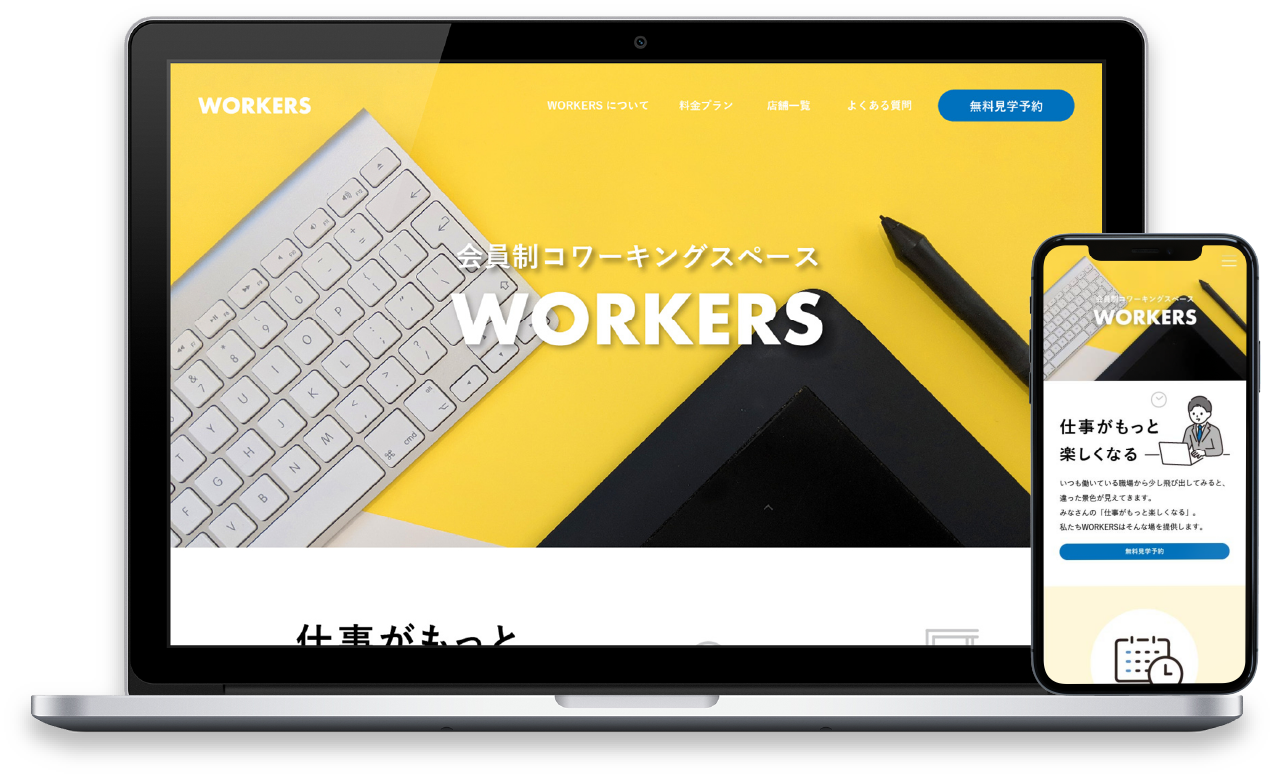 WORKERS
WORKERS について
料金プラン
店舗一覧
よくある質問
無料見学予約
会員制コワーキングスペース
WORKERS
仕事がもっと
会員制コワーキングスペース
WORKERS
仕事がもっと
楽しくなる
いつも働いている職場から少し飛び出してみると、
違った景色が見えてきます。
みなさんの「仕事がもっと楽しくなる」。
私たちWORKERSはそんな場を提供します。
無料見学予約